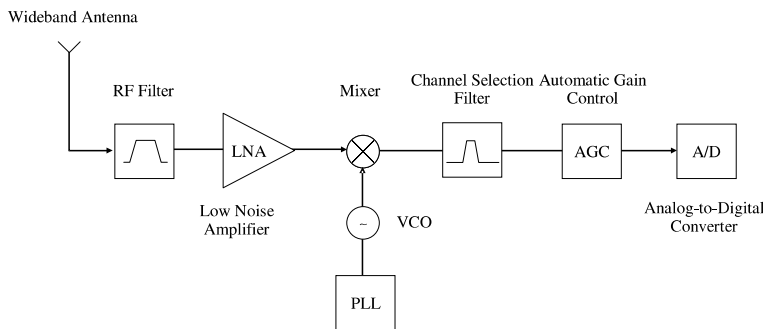 Wideband Antenna
RF Filter
Mixer
Channel Selection
Filter
Automatic Gain
Control
LNA
AGC
A/D
Low Noise
Amplifier
~
VCO
Analog-to-Digital
Converter
PLL